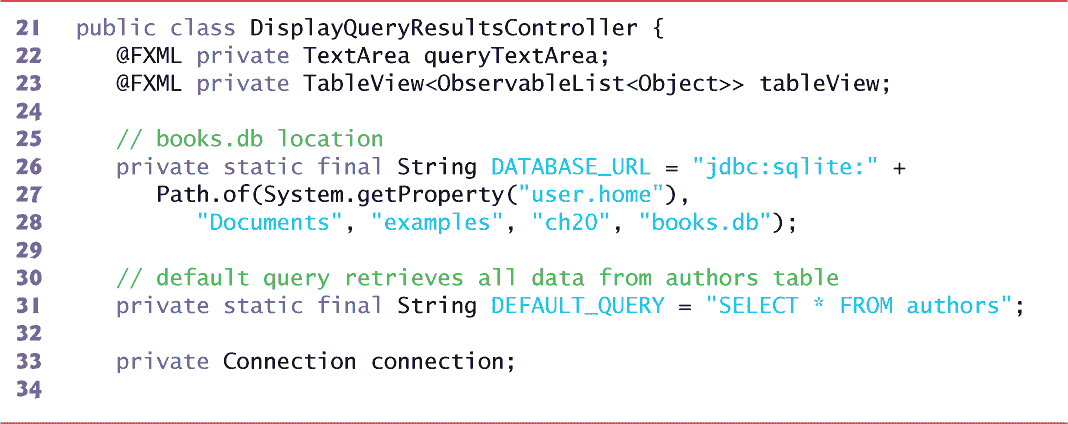 21 public class DisplayQueryResultsController {
22 @FXML private TextArea queryTextArea;
23 @FXML private TableView<ObservableList<Object>> tableView;
24
25 // books.db location
26 private static final String DATABASE_URL = "jdbc:sqlite:" +
27 Path.of(System.getProperty("user.home"),
28 "Documents", "examples", "ch20", "books.db");
29
30 // default query retrieves all data from authors table
31 private static final String DEFAULT_QUERY = "SELECT * FROM authors";
32
33 private Connection connection;
34